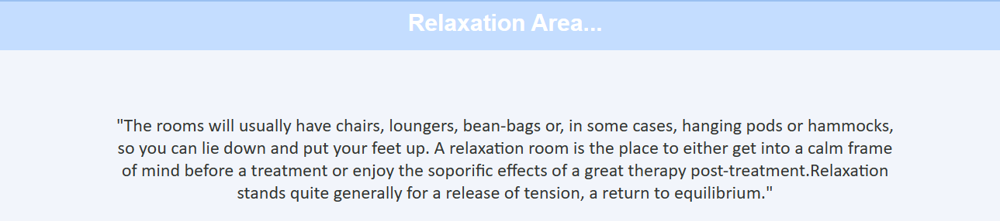 Relaxation Area...
"The rooms will usually have chairs, loungers, bean-bags or, in some cases, hanging pods or hammocks,
so you can lie down and put your feet up. A relaxation room is the place to either get into a calm frame
of mind before a treatment or enjoy the soporific effects of a great therapy post-treatment.Relaxation
stands quite generally for a release of tension, a return to equilibrium."